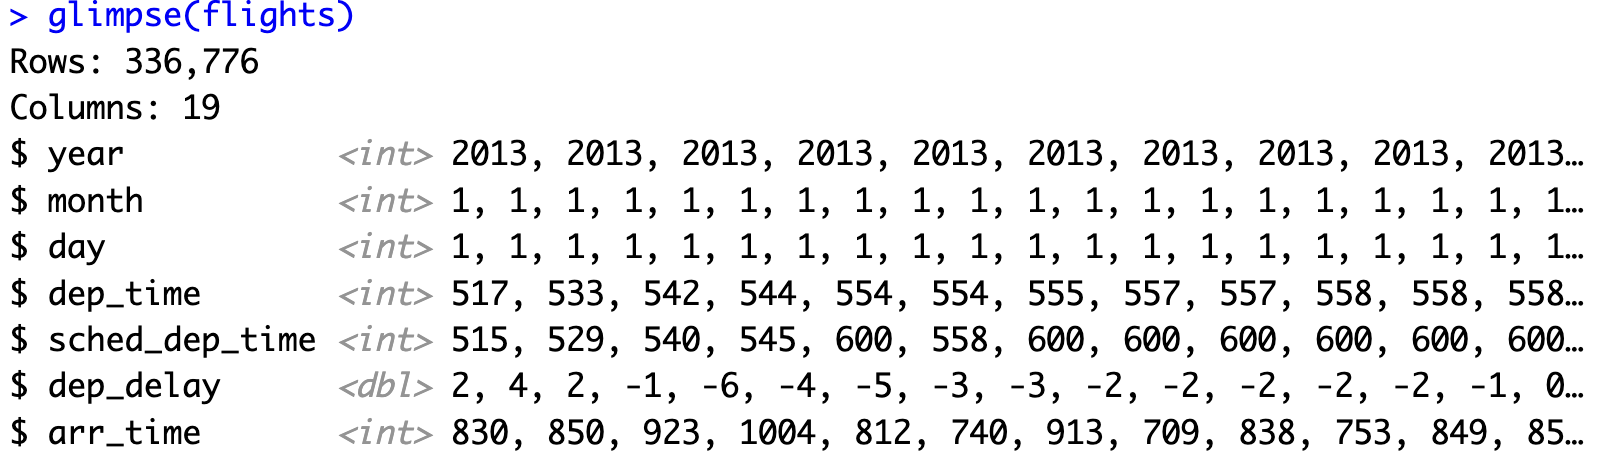 > glimpse(flights)
Rows: 336,776
Columns: 19
$ year           <int> 2013, 2013, 2013, 2013, 2013, 2013, 2013, 2013, 2013, 2013…
$ month          <int> 1, 1, 1, 1, 1, 1, 1, 1, 1, 1, 1, 1, 1, 1, 1, 1, 1, 1, 1, 1…
$ day            <int> 1, 1, 1, 1, 1, 1, 1, 1, 1, 1, 1, 1, 1, 1, 1, 1, 1, 1, 1, 1…
$ dep_time       <int> 517, 533, 542, 544, 554, 554, 555, 557, 557, 558, 558, 558…
$ sched_dep_time <int> 515, 529, 540, 545, 600, 558, 600, 600, 600, 600, 600, 600…
$ dep_delay      <dbl> 2, 4, 2, -1, -6, -4, -5, -3, -3, -2, -2, -2, -2, -2, -1, 0…
$ arr_time       <int> 830, 850, 923, 1004, 812, 740, 913, 709, 838, 753, 849, 85…